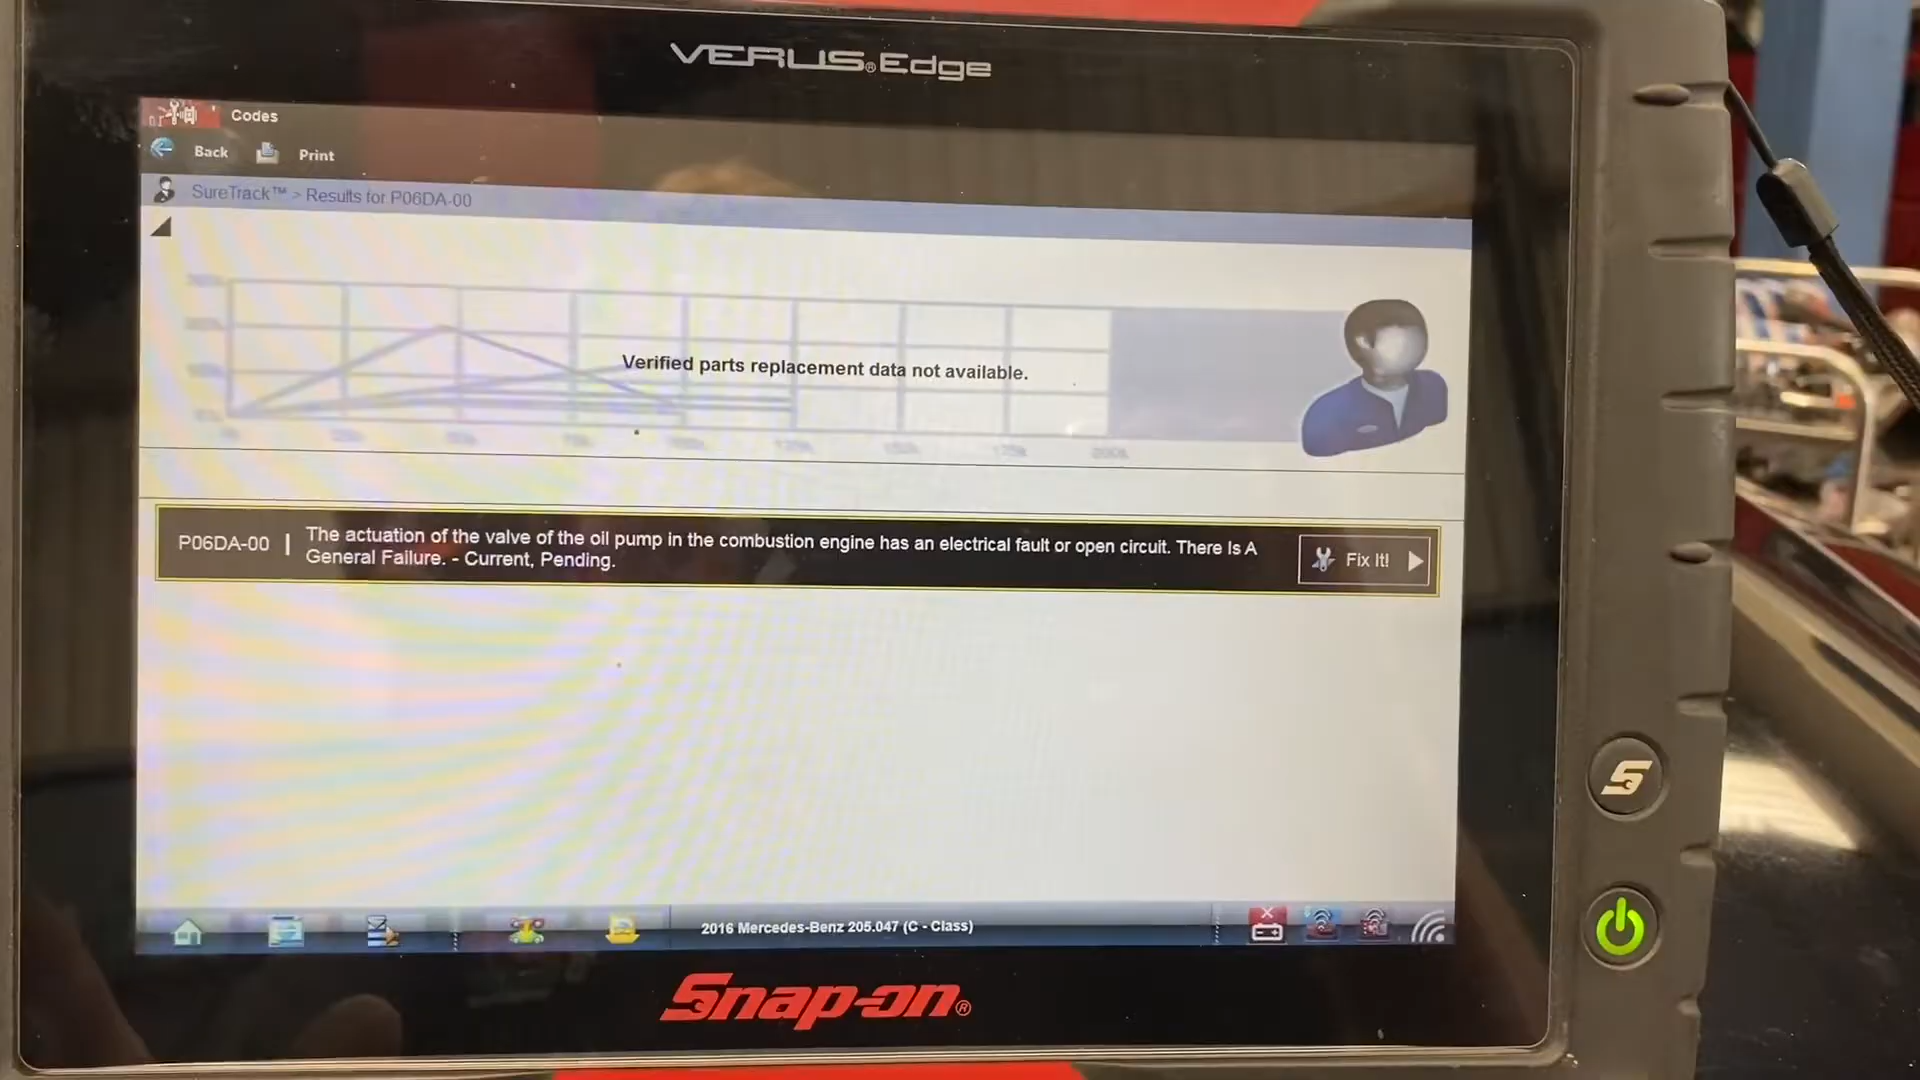 VERUS® Edge
Codes
Back Print
SureTrack™ > Results for P06DA-00
Verified parts replacement data not available.
P06DA-00 | The actuation of the valve of the oil pump in the combustion engine has an electrical fault or open circuit. There Is A
General Failure. - Current, Pending.
Fix It!
2016 Mercedes-Benz 205.047 (C - Class)
Snap-on®